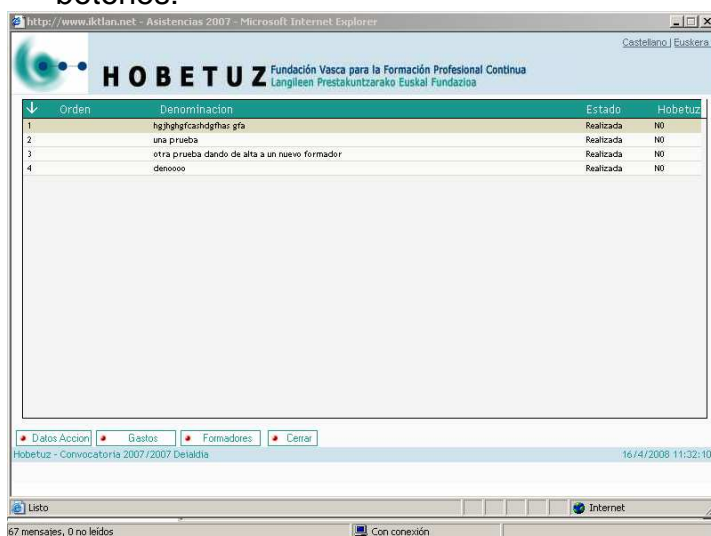 botones.
http://www.iktlan.net - Asistencias 2007 - Microsoft Internet Explorer
Castellano | Euskera
HOBETUZ Fundación Vasca para la Formación Profesional Continua
Langileen Prestakuntzarako Euskal Fundazioa
Orden Denominacion Estado Hobetuz
1 hgjhghgfcashdgfhas gfa Realizada NO
2 una prueba Realizada NO
3 otra prueba dando de alta a un nuevo formador Realizada NO
4 denoooo Realizada NO
Datos Accion Gastos Formadores Cerrar
Hobetuz - Convocatoria 2007/2007 Deialdia 16/4/2008 11:32:10
Listo Internet
67 mensajes, 0 no leídos Con conexión